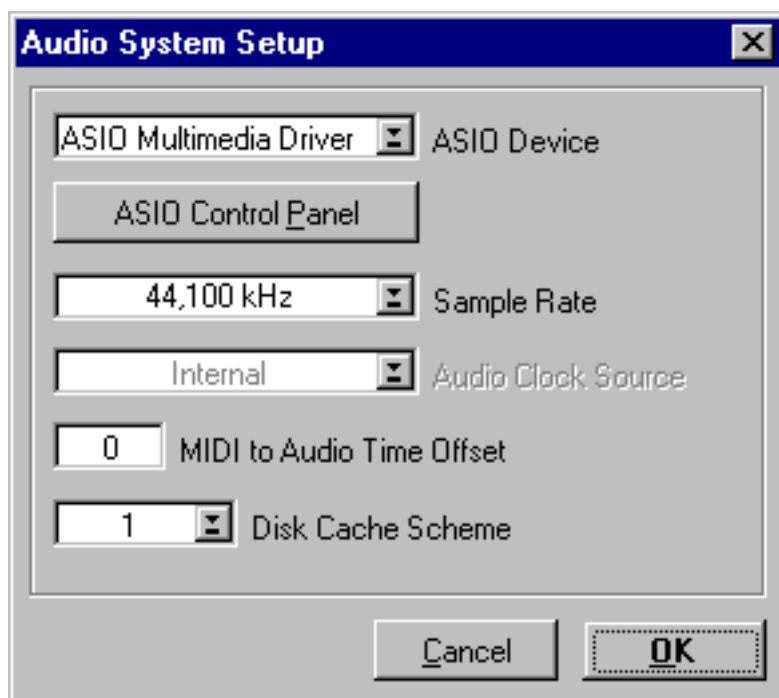 Audio System Setup
ASIO Multimedia Driver ASIO Device
ASIO Control Panel
44,100 kHz Sample Rate
Internal Audio Clock Source
0 MIDI to Audio Time Offset
1 Disk Cache Scheme
Cancel OK